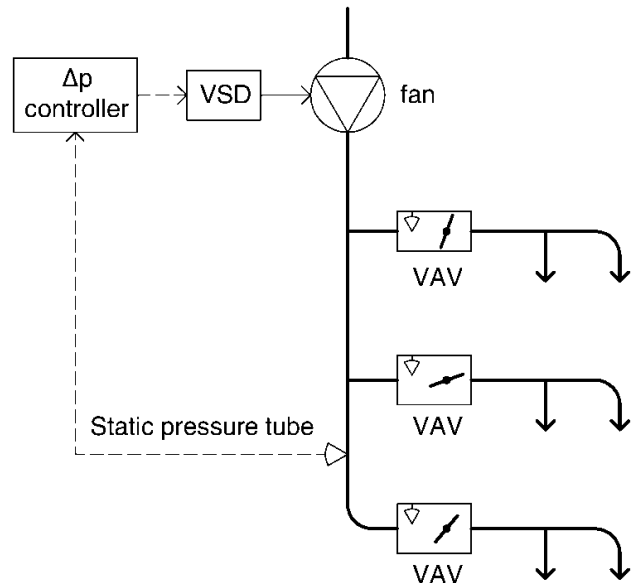 Δp
controller
VSD
fan
VAV
VAV
Static pressure tube
VAV